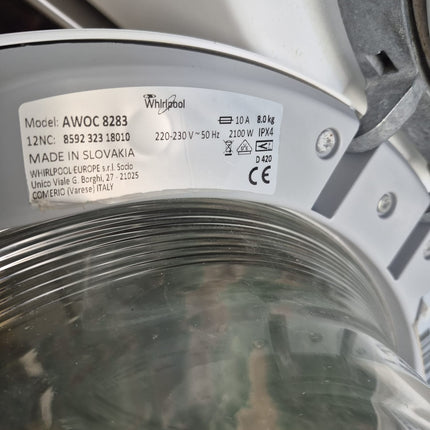 Whirlpool
Model: AWOC 8283
10 A 8.0 kg
12NC: 8592 323 18010
220-230 V ~ 50 Hz 2100 W IPX4
MADE IN SLOVAKIA
D 420
WHIRLPOOL EUROPE s.r.l. Socio
Unico Viale G. Borghi, 27 - 21025
COMERIO (Varese) ITALY
CE